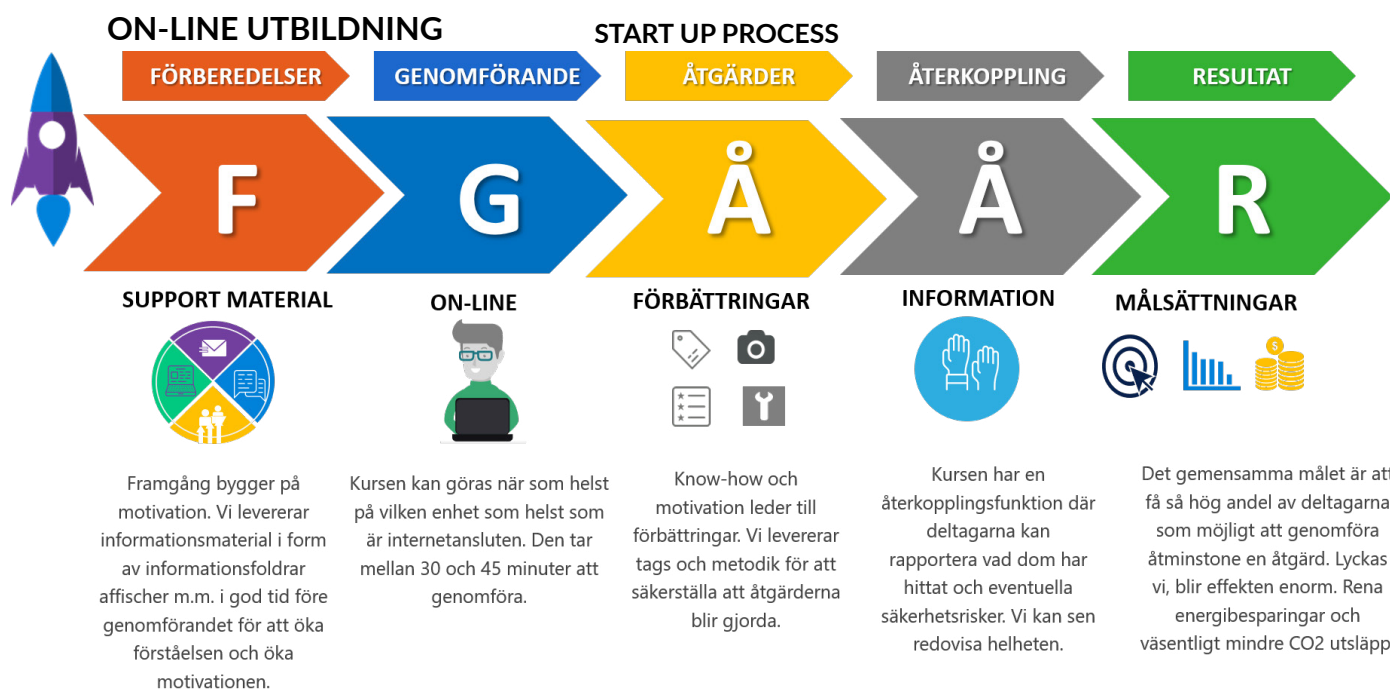 ON-LINE UTBILDNING
START UP PROCESS
FÖRBEREDELSER
GENOMFÖRANDE
ÅTGÄRDER
ÅTERKOPPLING
RESULTAT
F
G
Å
Å
R
SUPPORT MATERIAL
Framgång bygger på
motivation. Vi levererar
informationsmaterial i form
av informationsfoldrar
affischer m.m. i god tid före
genomförandet för att öka
förståelsen och öka
motivationen.
ON-LINE
Kursen kan göras när som helst
på vilken enhet som helst som
är internetansluten. Den tar
mellan 30 och 45 minuter att
genomföra.
FÖRBÄTTRINGAR
Know-how och
motivation leder till
förbättringar. Vi levererar
tags och metodik för att
säkerställa att åtgärderna
blir gjorda.
INFORMATION
Kursen har en
återkopplingsfunktion där
deltagarna kan
rapportera vad dom har
hittat och eventuella
säkerhetsrisker. Vi kan sen
redovisa helheten.
MÅLSÄTTNINGAR
$
Det gemensamma målet är att
få så hög andel av deltagarna
som möjligt att genomföra
åtminstone en åtgärd. Lyckas
vi, blir effekten enorm. Rena
energibesparingar och
väsentligt mindre CO2 utsläpp